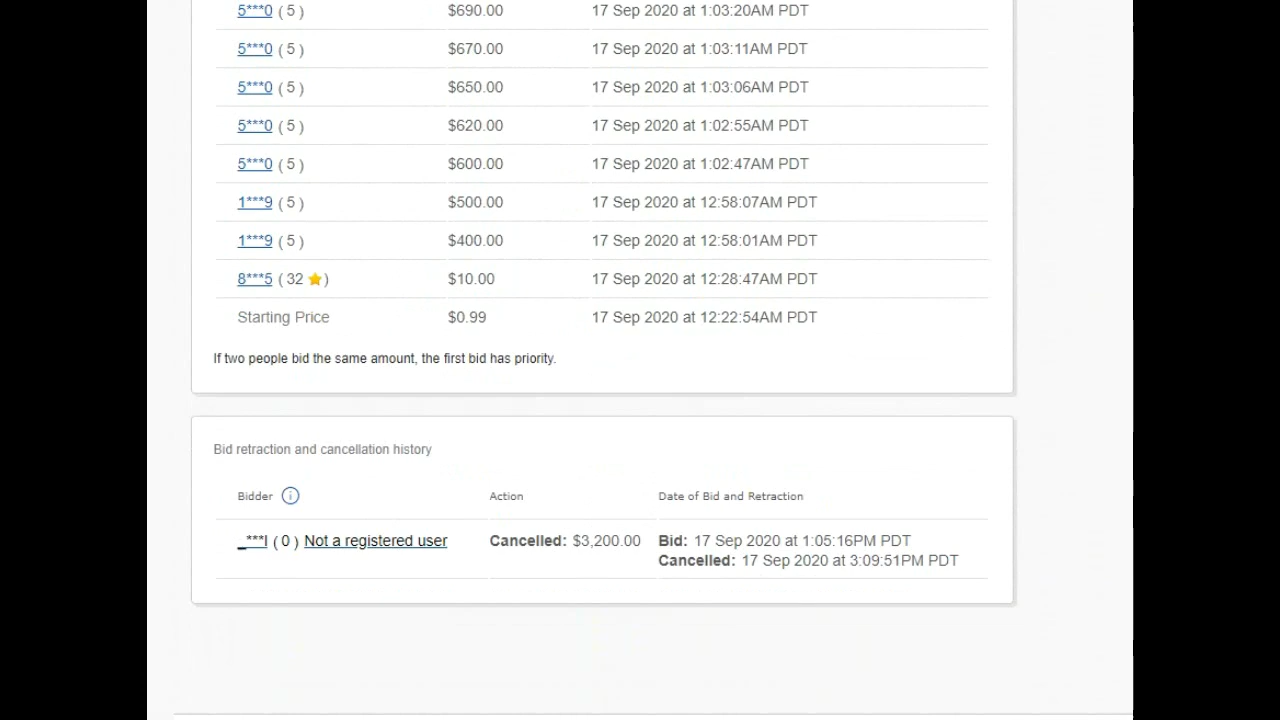 5***0 ( 5 ) $690.00 17 Sep 2020 at 1:03:20AM PDT
5***0 ( 5 ) $670.00 17 Sep 2020 at 1:03:11AM PDT
5***0 ( 5 ) $650.00 17 Sep 2020 at 1:03:06AM PDT
5***0 ( 5 ) $620.00 17 Sep 2020 at 1:02:55AM PDT
5***0 ( 5 ) $600.00 17 Sep 2020 at 1:02:47AM PDT
1***9 ( 5 ) $500.00 17 Sep 2020 at 12:58:07AM PDT
1***9 ( 5 ) $400.00 17 Sep 2020 at 12:58:01AM PDT
8***5 ( 32 ) $10.00 17 Sep 2020 at 12:28:47AM PDT
Starting Price $0.99 17 Sep 2020 at 12:22:54AM PDT
If two people bid the same amount, the first bid has priority.
Bid retraction and cancellation history
Bidder Action Date of Bid and Retraction
_***l ( 0 ) Not a registered user Cancelled: $3,200.00 Bid: 17 Sep 2020 at 1:05:16PM PDT
Cancelled: 17 Sep 2020 at 3:09:51PM PDT